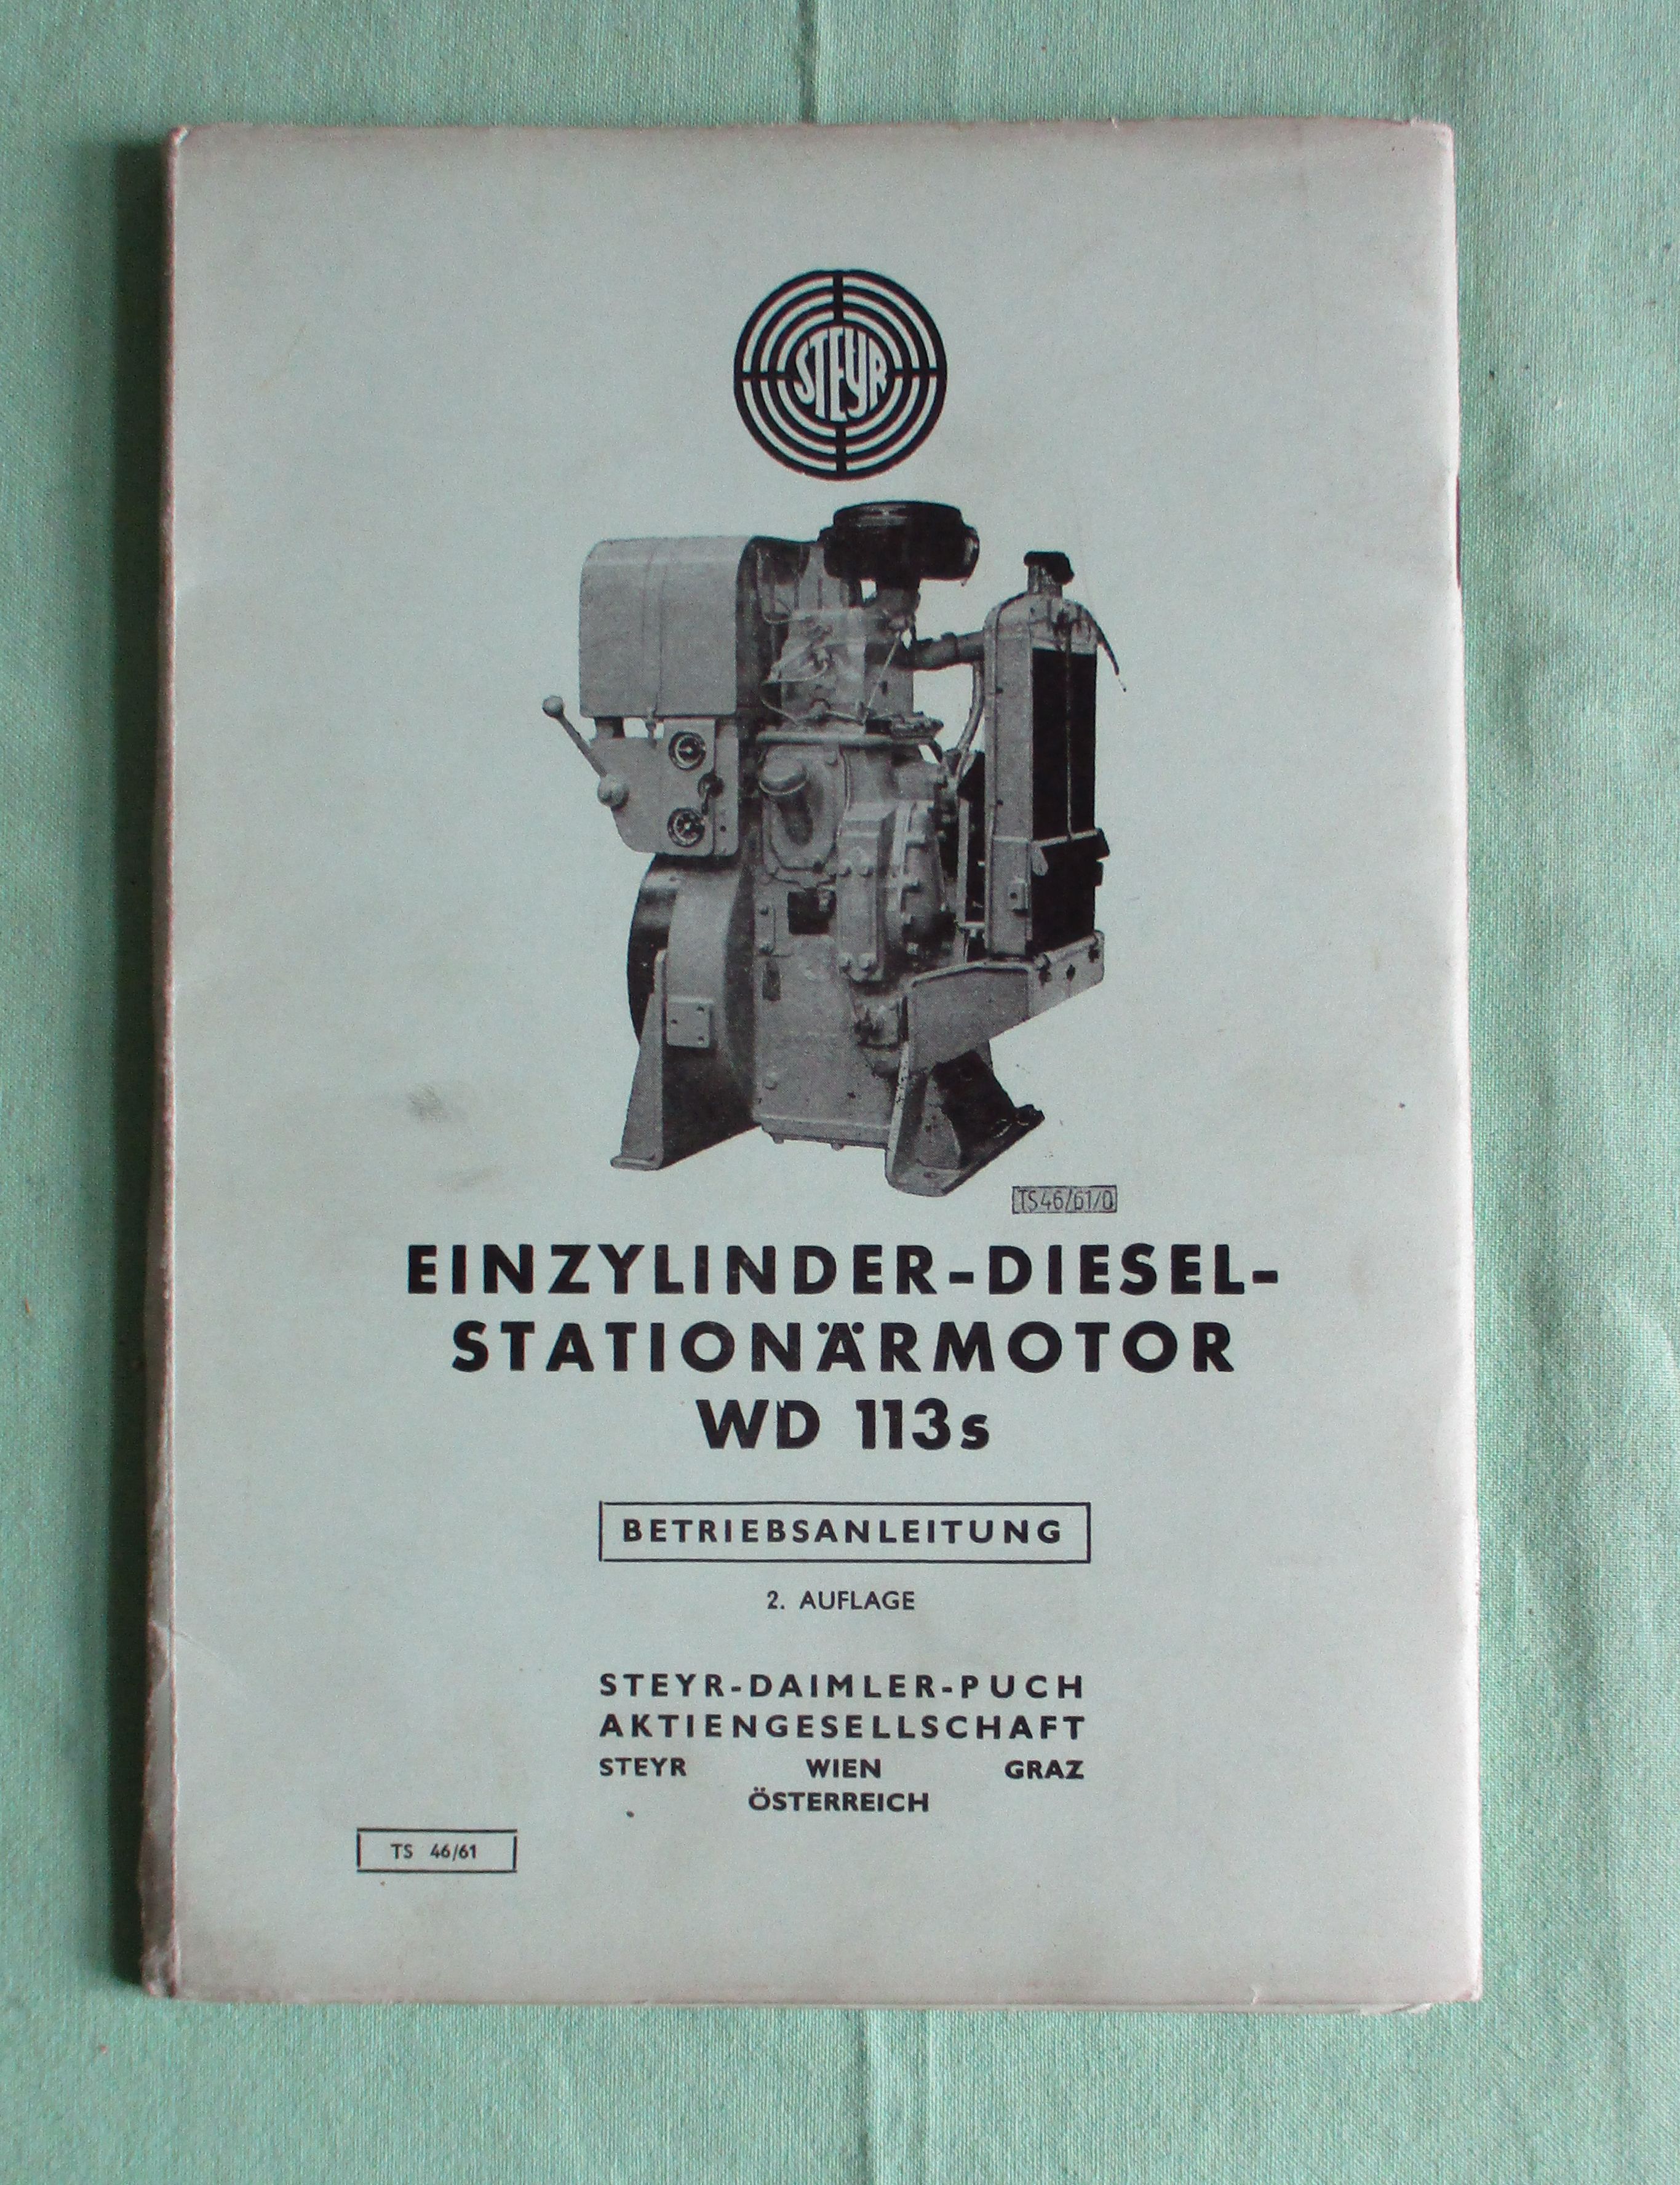 STEYR
TS46/61/0
EINZYLINDER-DIESEL-
STATIONÄRMOTOR
WD 113s
BETRIEBSANLEITUNG
2. AUFLAGE
STEYR-DAIMLER-PUCH
AKTIENGESELLSCHAFT
STEYR WIEN GRAZ
ÖSTERREICH
TS 46/61